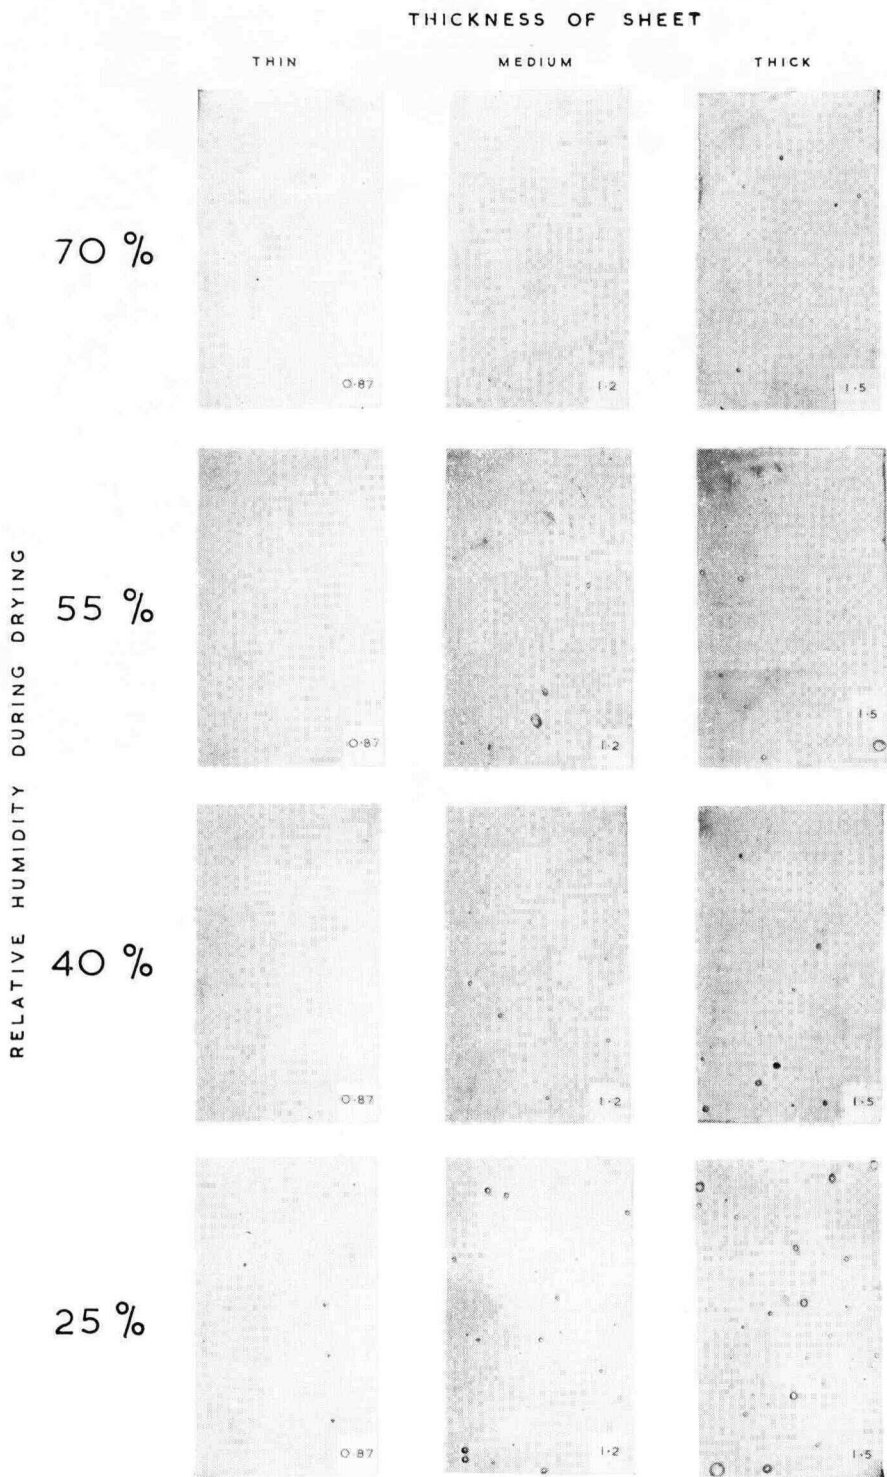 THICKNESS OF SHEET
THIN MEDIUM THICK
RELATIVE HUMIDITY DURING DRYING
70 %
0·87 1·2 1·5
55 %
0·87 1·2 1·5
40 %
0·87 1·2 1·5
25 %
0·87 1·2 1·5